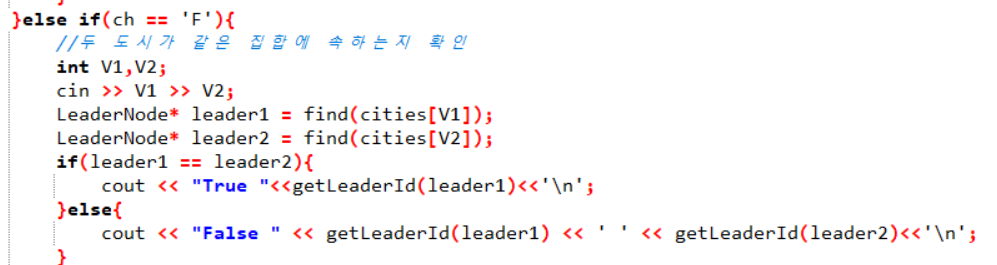 }else if(ch == 'F'){
//두 도시가 같은 집합에 속하는지 확인
int V1,V2;
cin >> V1 >> V2;
LeaderNode* leader1 = find(cities[V1]);
LeaderNode* leader2 = find(cities[V2]);
if(leader1 == leader2){
cout << "True "<<getLeaderId(leader1)<<'\n';
}else{
cout << "False " << getLeaderId(leader1) << ' ' << getLeaderId(leader2)<<'\n';
}